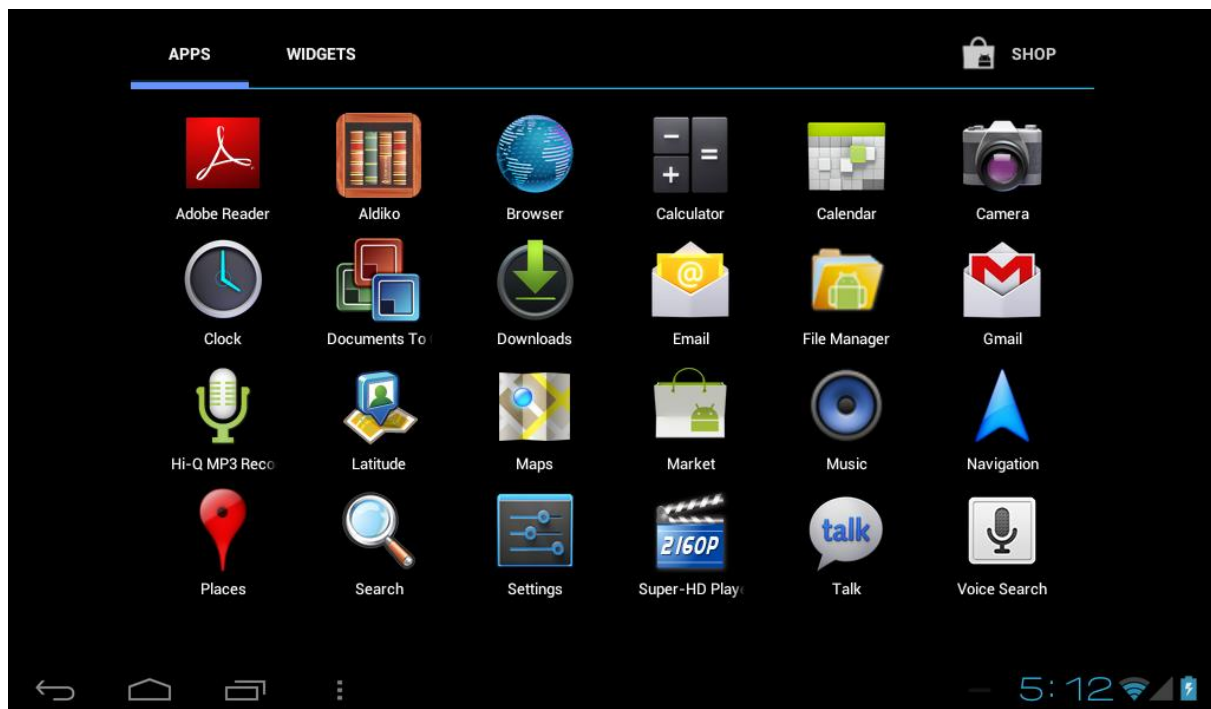 APPS WIDGETS SHOP
Adobe Reader Aldiko Browser Calculator Calendar Camera
@
Clock Documents To Downloads Email File Manager Gmail
Hi-Q MP3 Reco Latitude Maps Market Music Navigation
2160P talk
Places Search Settings Super-HD Play Talk Voice Search
5:12